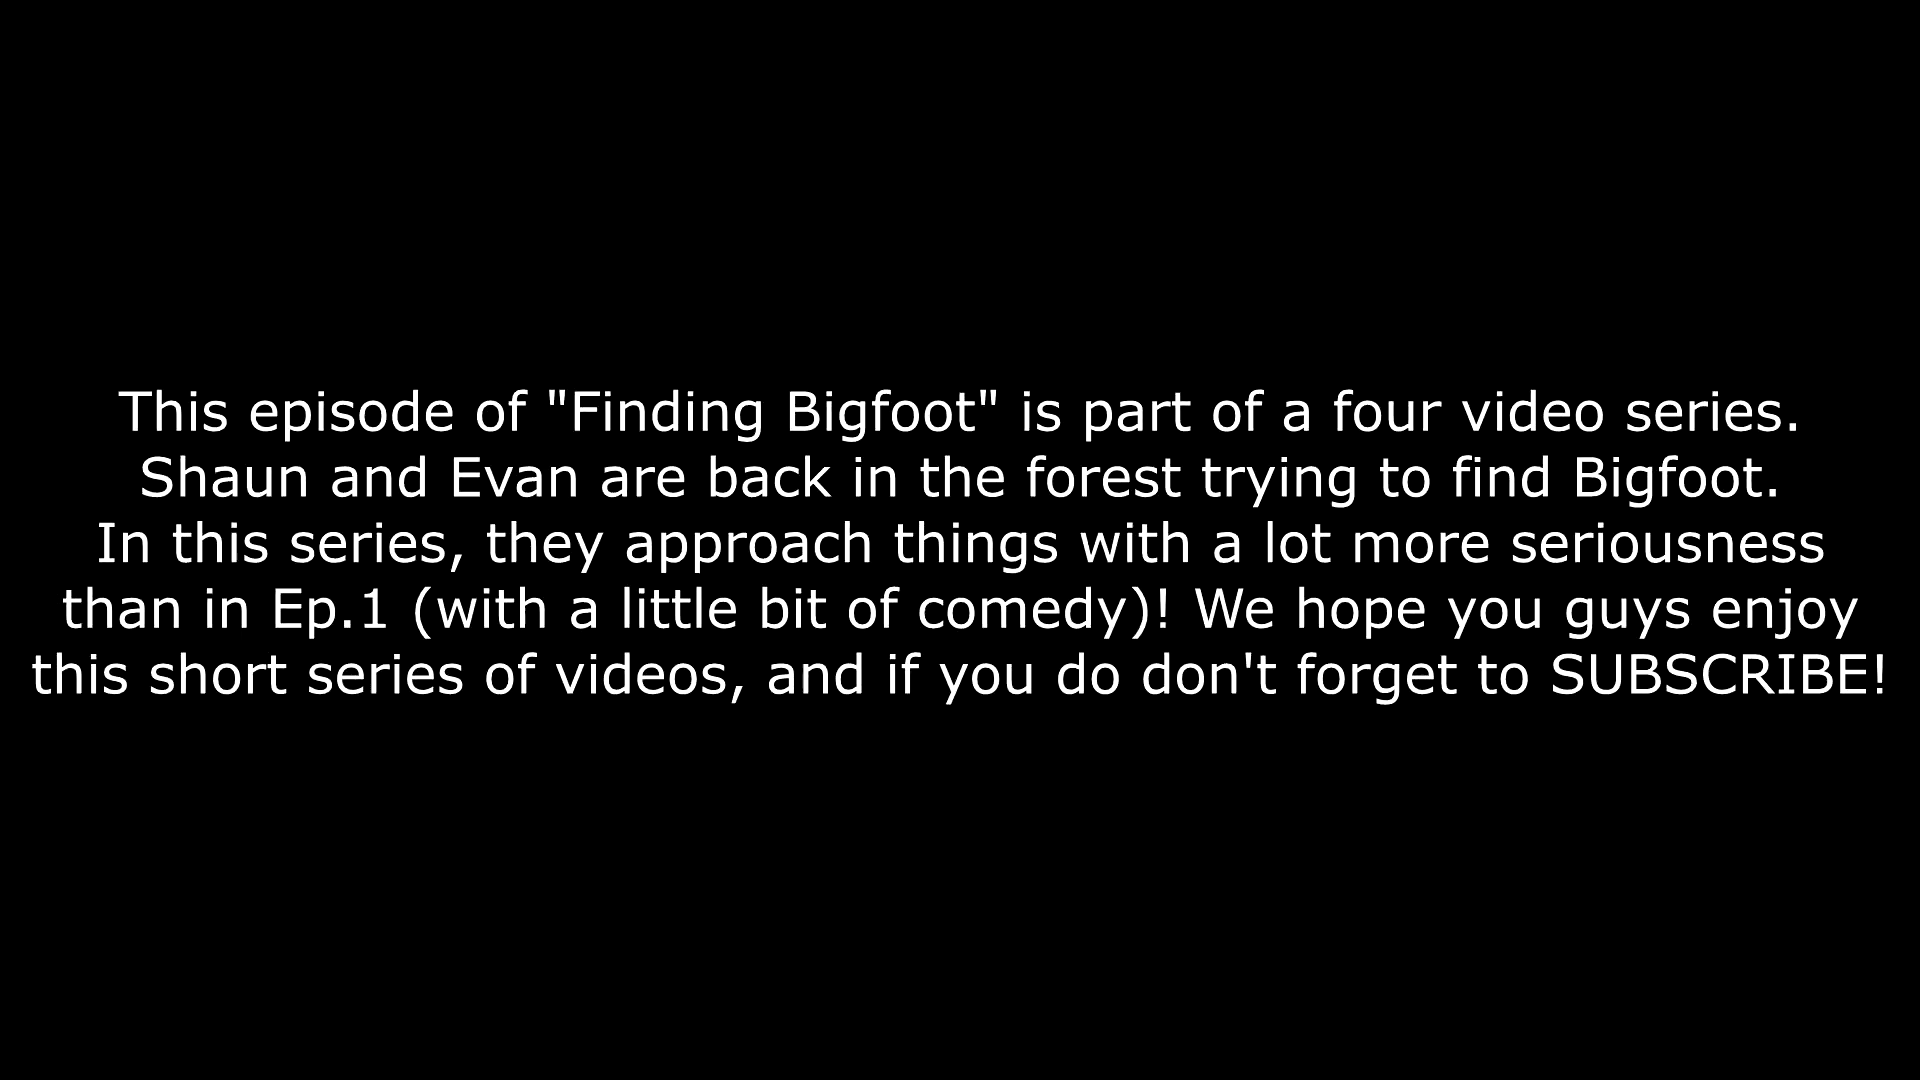 This episode of "Finding Bigfoot" is part of a four video series.
Shaun and Evan are back in the forest trying to find Bigfoot.
In this series, they approach things with a lot more seriousness
than in Ep.1 (with a little bit of comedy)! We hope you guys enjoy
this short series of videos, and if you do don't forget to SUBSCRIBE!